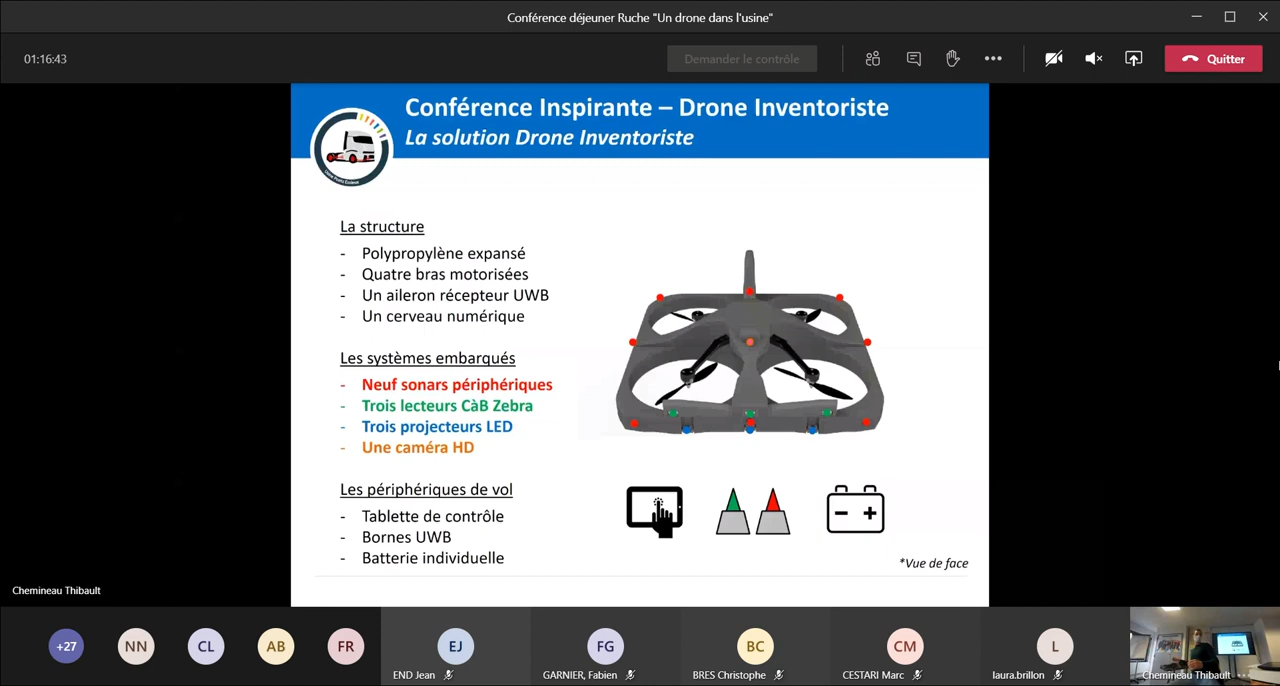 Conférence déjeuner Ruche "Un drone dans l'usine"
01:16:43
Demander le contrôle
Quitter
Conférence Inspirante – Drone Inventoriste
La solution Drone Inventoriste
La structure
- Polypropylène expansé
- Quatre bras motorisées
- Un aileron récepteur UWB
- Un cerveau numérique
Les systèmes embarqués
- Neuf sonars périphériques
- Trois lecteurs CàB Zebra
- Trois projecteurs LED
- Une caméra HD
Les périphériques de vol
- Tablette de contrôle
- Bornes UWB
- Batterie individuelle
*Vue de face
Chemineau Thibault
+27
NN
CL
AB
FR
EJ
END Jean
FG
GARNIER, Fabien
BC
BRES Christophe
CM
CESTARI Marc
L
laura.brillon
Chemineau Thibault